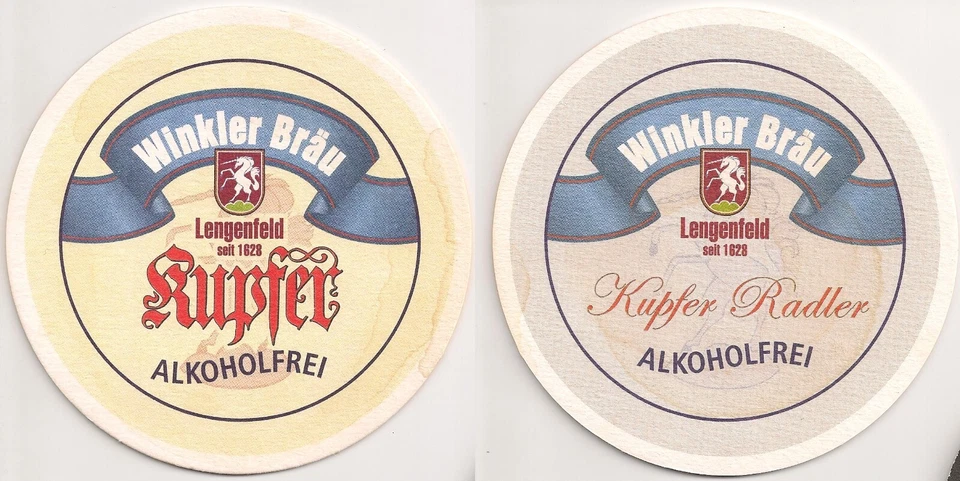 Winkler Bräu
Lengenfeld
seit 1628
Kupfer
ALKOHOLFREI
Winkler Bräu
Lengenfeld
seit 1628
Kupfer Radler
ALKOHOLFREI